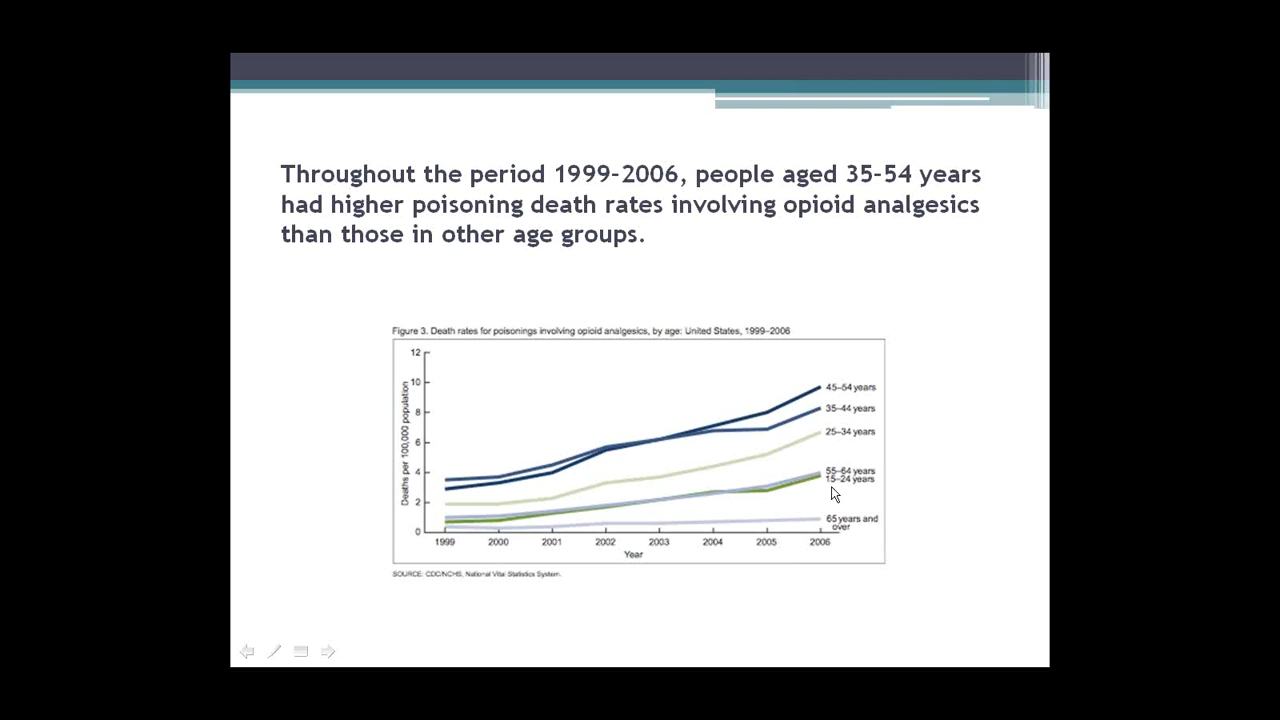 Throughout the period 1999-2006, people aged 35-54 years
had higher poisoning death rates involving opioid analgesics
than those in other age groups.
Figure 3. Death rates for poisonings involving opioid analgesics, by age: United States, 1999–2006
Deaths per 100,000 population
12
10
8
6
4
2
0
45–54 years
35–44 years
25–34 years
55–64 years
15–24 years
65 years and
over
1999 2000 2001 2002 2003 2004 2005 2006
Year
SOURCE: CDC/NCHS, National Vital Statistics System.